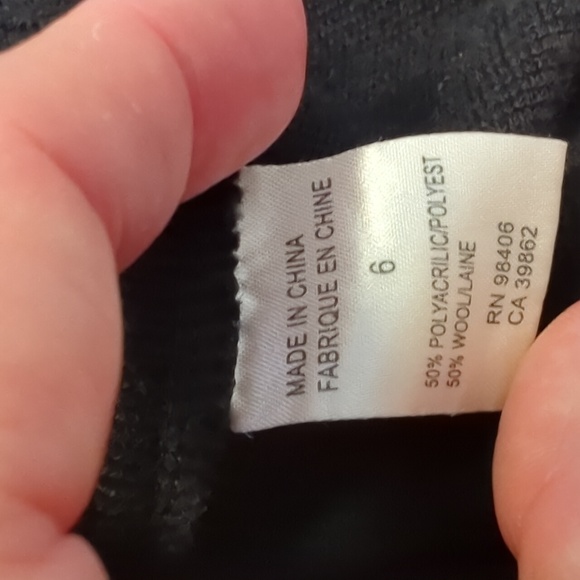 MADE IN CHINA
FABRIQUE EN CHINE
6
50% POLYACRILIC/POLYEST
50% WOOL/LAINE
RN 98406
CA 39862